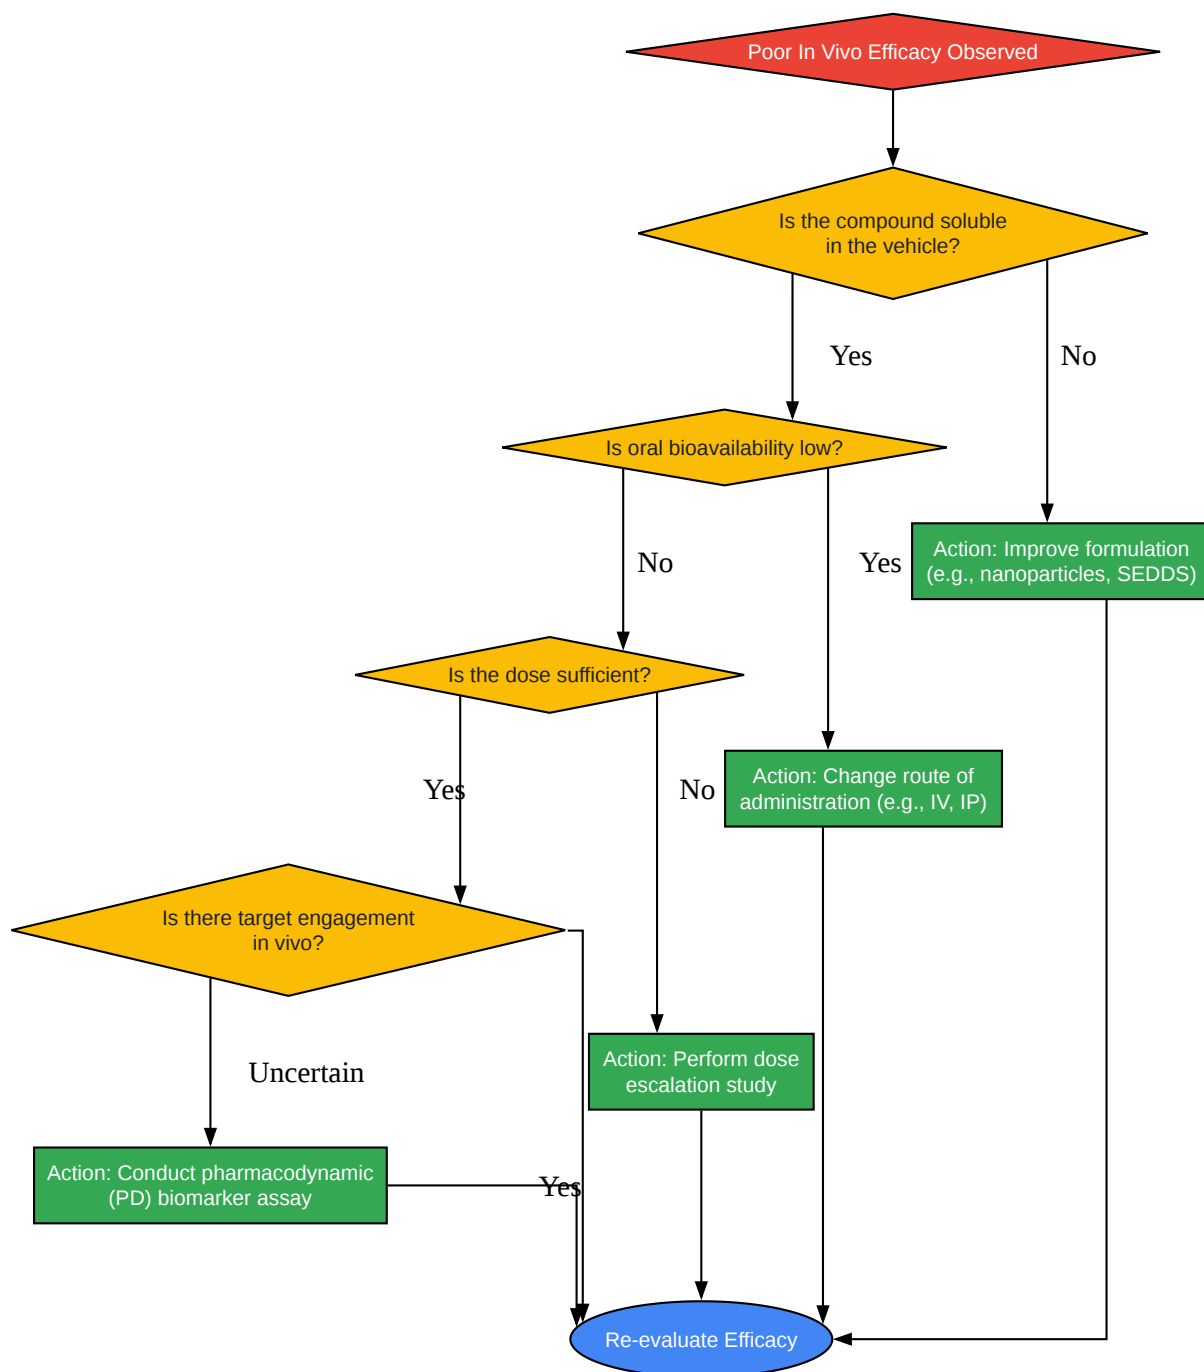 Poor In Vivo Efficacy Observed
Is the compound soluble
in the vehicle?
Yes
No
Is oral bioavailability low?
Action: Improve formulation
(e.g., nanoparticles, SEDDS)
No
Yes
Is the dose sufficient?
Action: Change route of
administration (e.g., IV, IP)
Yes
No
Is there target engagement
in vivo?
Action: Perform dose
escalation study
Uncertain
Action: Conduct pharmacodynamic
(PD) biomarker assay
Yes
Re-evaluate Efficacy